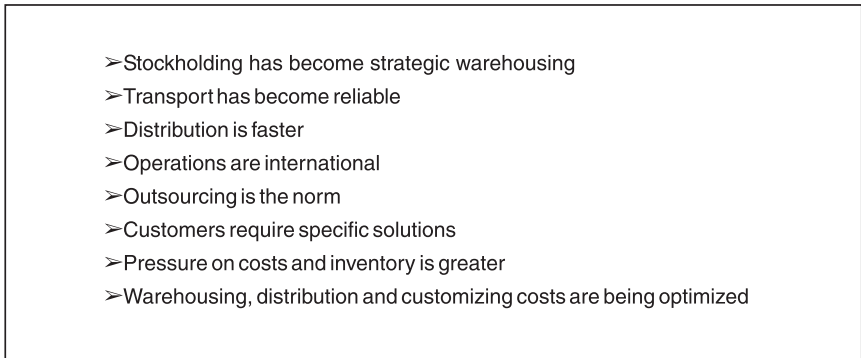 ➢Stockholding has become strategic warehousing
➢Transport has become reliable
➢Distribution is faster
➢Operations are international
➢Outsourcing is the norm
➢Customers require specific solutions
➢Pressure on costs and inventory is greater
➢Warehousing, distribution and customizing costs are being optimized